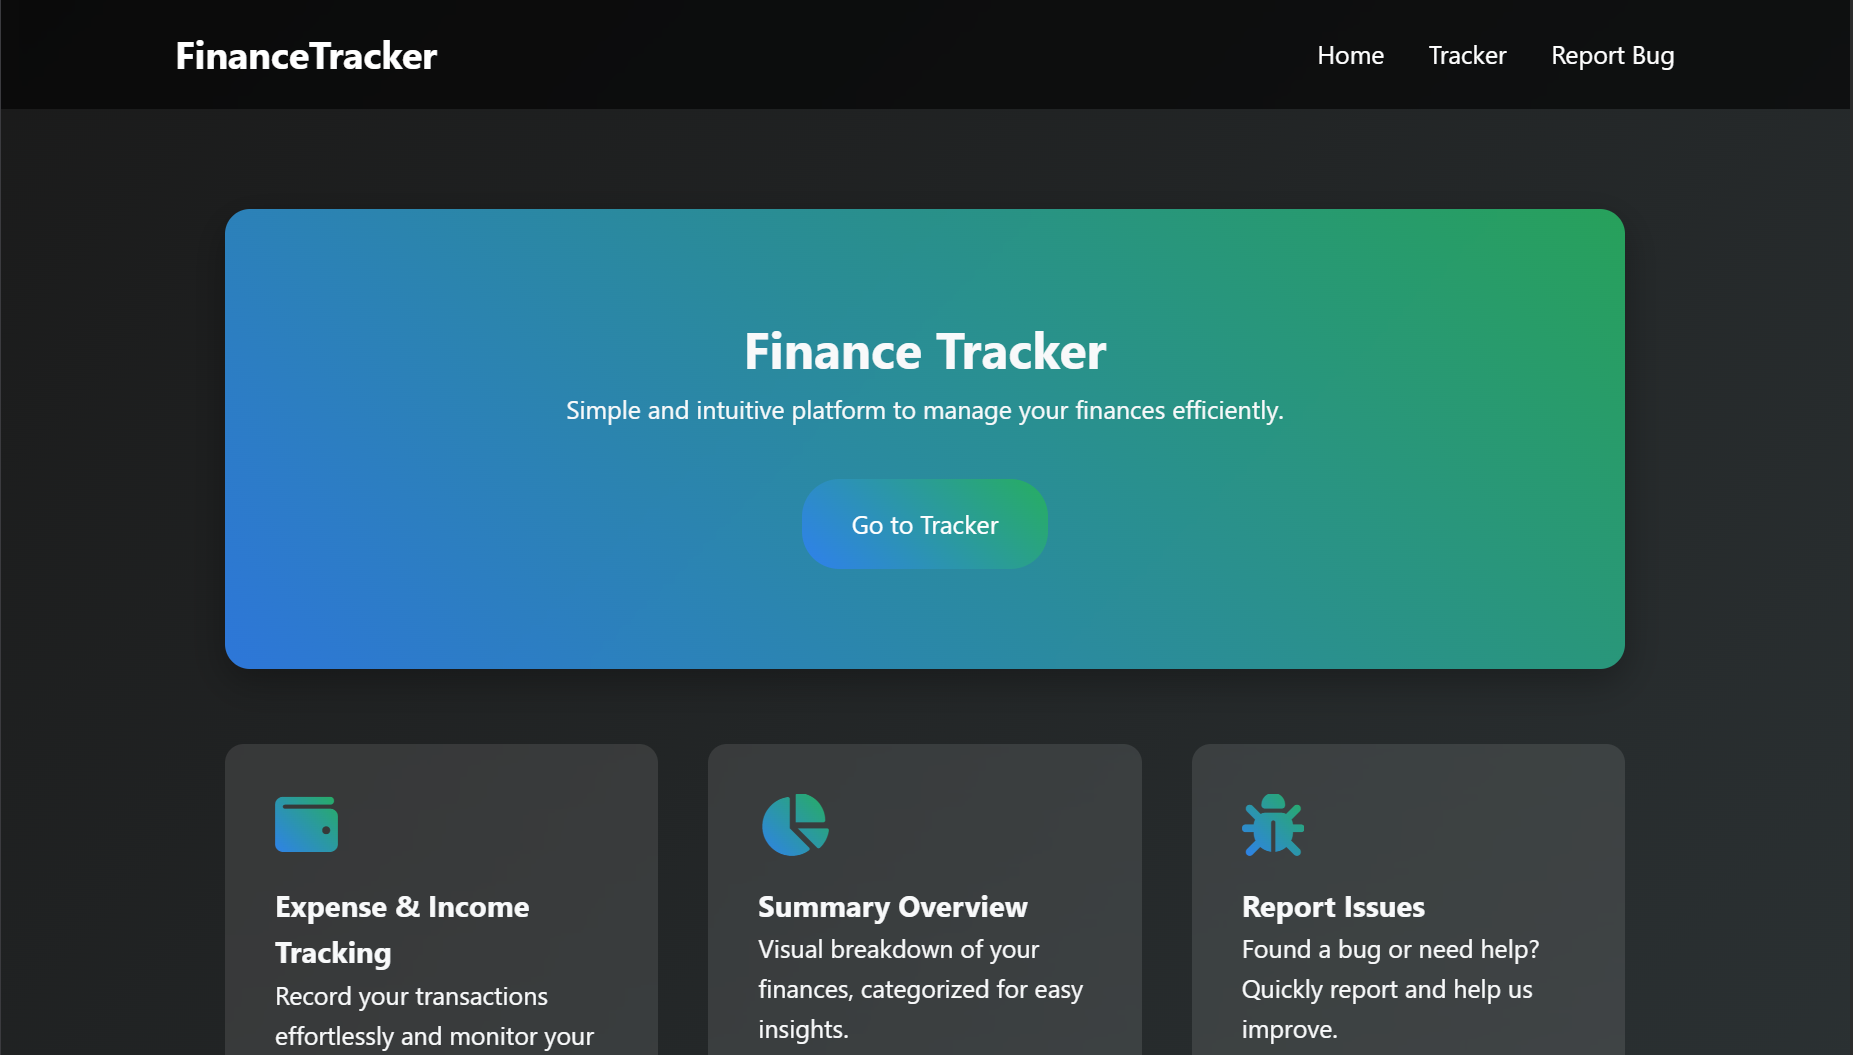 FinanceTracker
Home
Tracker
Report Bug
Finance Tracker
Simple and intuitive platform to manage your finances efficiently.
Go to Tracker
Expense & Income
Tracking
Record your transactions
effortlessly and monitor your
Summary Overview
Visual breakdown of your
finances, categorized for easy
insights.
Report Issues
Found a bug or need help?
Quickly report and help us
improve.